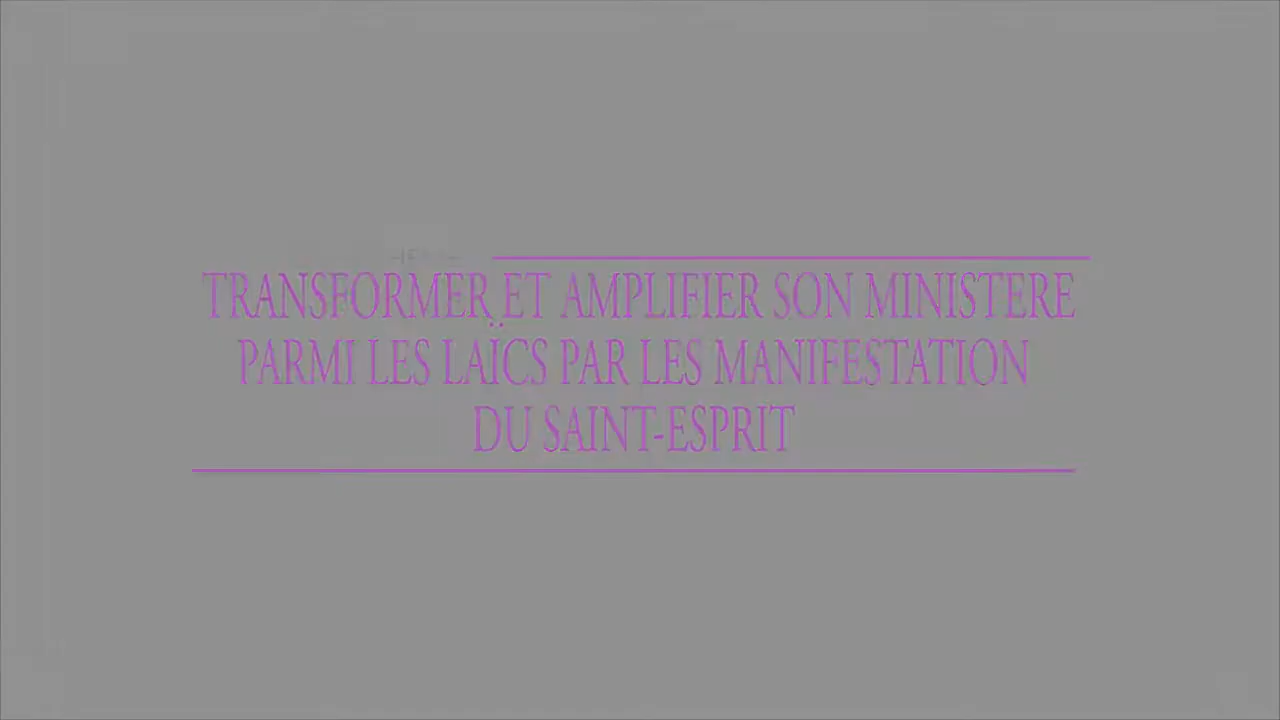 TRANSFORMER ET AMPLIFIER SON MINISTERE
PARMI LES LAÏCS PAR LES MANIFESTATION
DU SAINT-ESPRIT